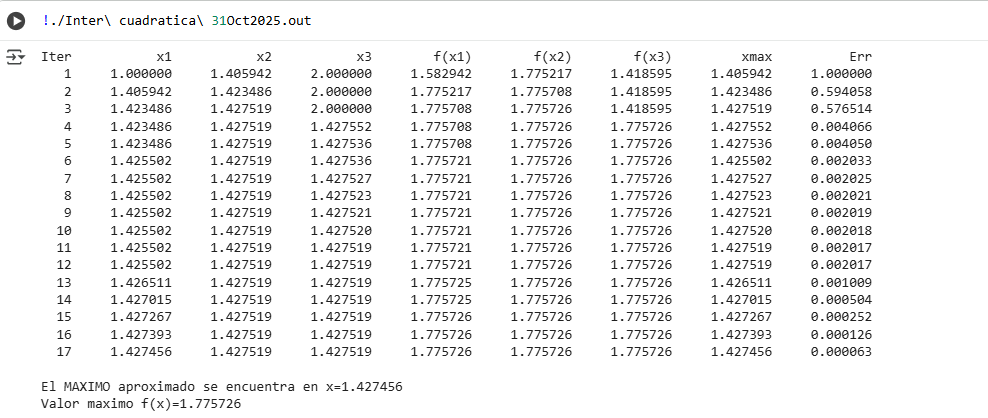 !./Inter\ cuadratica\ 31Oct2025.out
Iter x1 x2 x3 f(x1) f(x2) f(x3) xmax Err
1 1.000000 1.405942 2.000000 1.582942 1.775217 1.418595 1.405942 1.000000
2 1.405942 1.423486 2.000000 1.775217 1.775708 1.418595 1.423486 0.594058
3 1.423486 1.427519 2.000000 1.775708 1.775726 1.418595 1.427519 0.576514
4 1.423486 1.427519 1.427552 1.775708 1.775726 1.775726 1.427552 0.004066
5 1.423486 1.427519 1.427536 1.775708 1.775726 1.775726 1.427536 0.004050
6 1.425502 1.427519 1.427536 1.775721 1.775726 1.775726 1.425502 0.002033
7 1.425502 1.427519 1.427527 1.775721 1.775726 1.775726 1.427527 0.002025
8 1.425502 1.427519 1.427523 1.775721 1.775726 1.775726 1.427523 0.002021
9 1.425502 1.427519 1.427521 1.775721 1.775726 1.775726 1.427521 0.002019
10 1.425502 1.427519 1.427520 1.775721 1.775726 1.775726 1.427520 0.002018
11 1.425502 1.427519 1.427519 1.775721 1.775726 1.775726 1.427519 0.002017
12 1.425502 1.427519 1.427519 1.775721 1.775726 1.775726 1.427519 0.002017
13 1.426511 1.427519 1.427519 1.775725 1.775726 1.775726 1.426511 0.001009
14 1.427015 1.427519 1.427519 1.775725 1.775726 1.775726 1.427015 0.000504
15 1.427267 1.427519 1.427519 1.775726 1.775726 1.775726 1.427267 0.000252
16 1.427393 1.427519 1.427519 1.775726 1.775726 1.775726 1.427393 0.000126
17 1.427456 1.427519 1.427519 1.775726 1.775726 1.775726 1.427456 0.000063
El MAXIMO aproximado se encuentra en x=1.427456
Valor maximo f(x)=1.775726